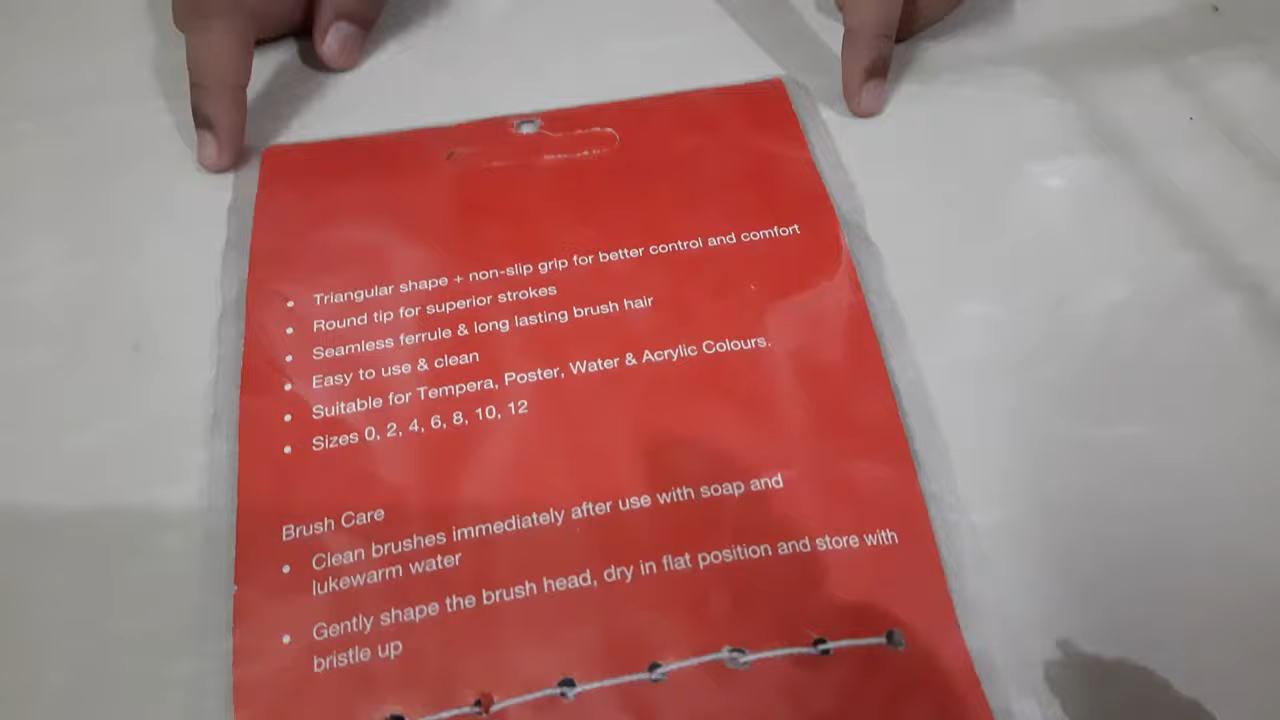 • Triangular shape + non-slip grip for better control and comfort
• Round tip for superior strokes
• Seamless ferrule & long lasting brush hair
• Easy to use & clean
• Suitable for Tempera, Poster, Water & Acrylic Colours.
• Sizes 0, 2, 4, 6, 8, 10, 12
Brush Care
• Clean brushes immediately after use with soap and
lukewarm water
• Gently shape the brush head, dry in flat position and store with
bristle up